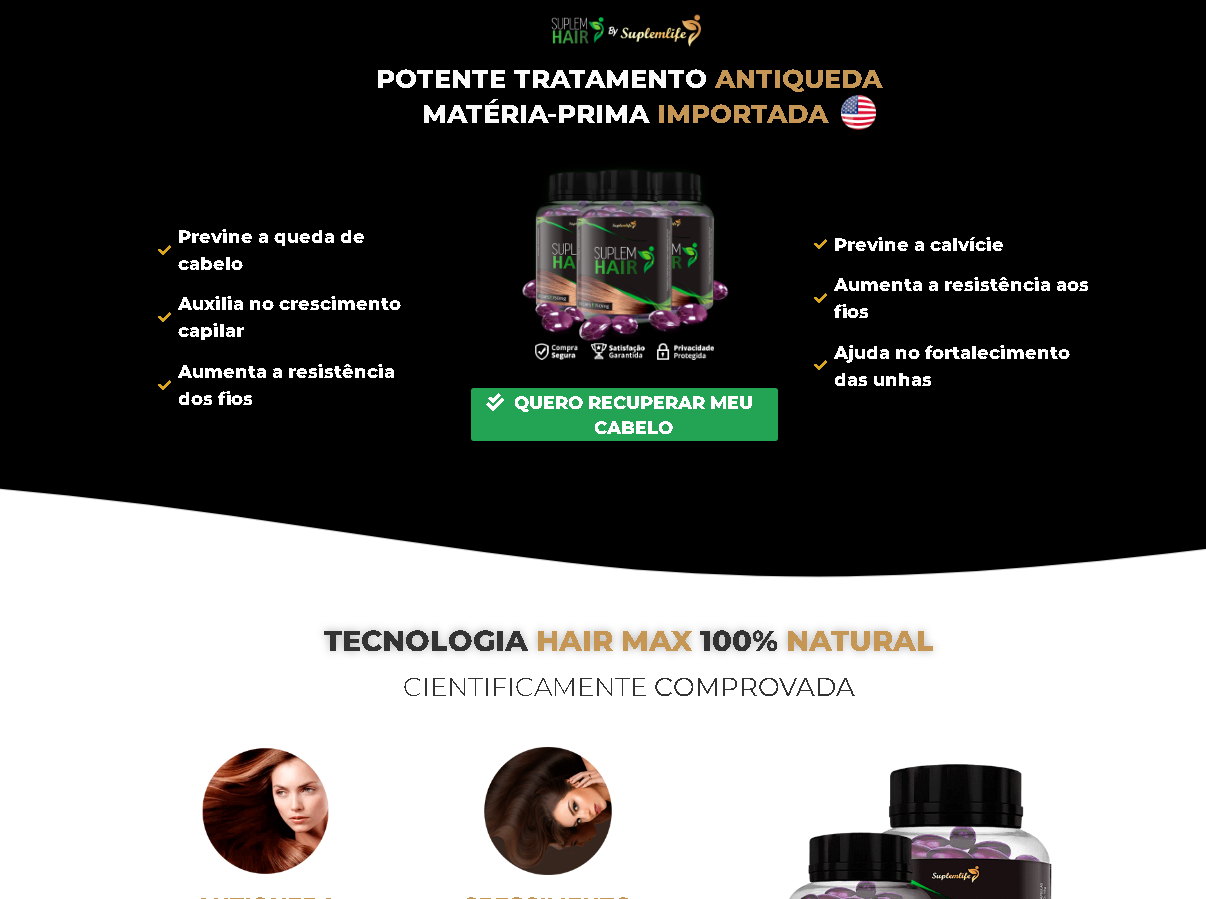 SUPLEM
HAIR By Suplemlife
POTENTE TRATAMENTO ANTIQUEDA
MATÉRIA-PRIMA IMPORTADA
Previne a queda de
cabelo
Auxilia no crescimento
capilar
Aumenta a resistência
dos fios
Suplemlife
SUPLEM
HAIR
Compra
Segura
Satisfação
Garantida
Privacidade
Protegida
QUERO RECUPERAR MEU
CABELO
Previne a calvície
Aumenta a resistência aos
fios
Ajuda no fortalecimento
das unhas
TECNOLOGIA HAIR MAX 100% NATURAL
CIENTIFICAMENTE COMPROVADA
Suplemlife